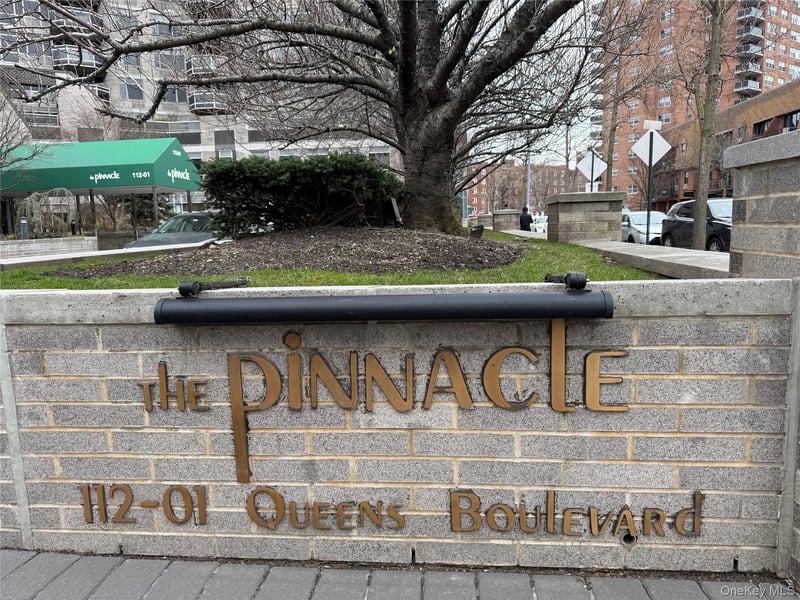 the pinnacle 112-01
the pinnacle
THE PINNACLE
112-01 QUEENS BOULEVARD
OneKey MLS